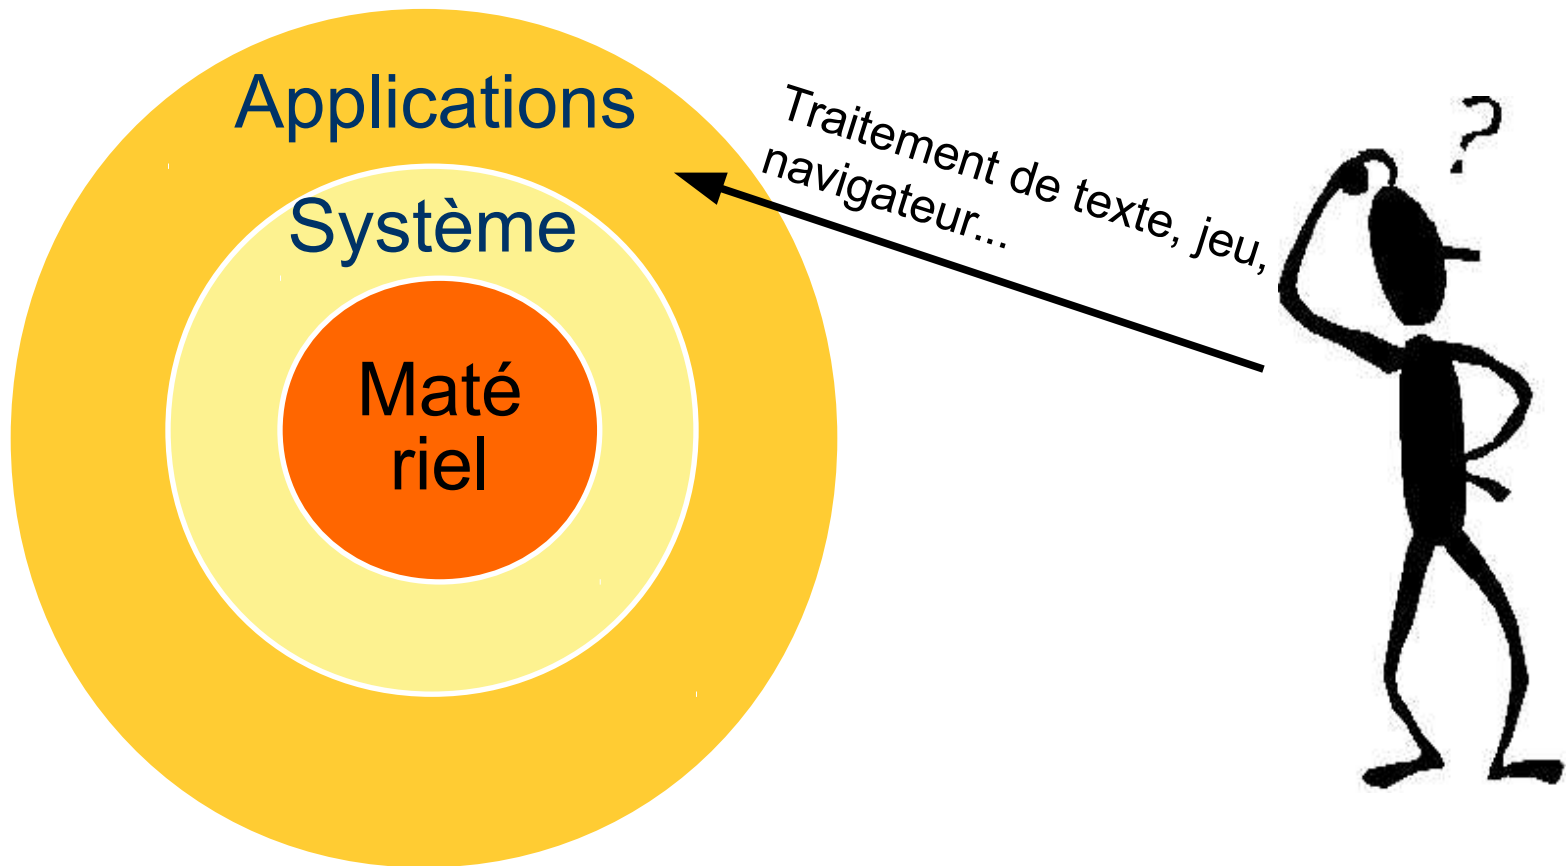 Applications
Système
Maté
riel
Traitement de texte, jeu,
navigateur...
?